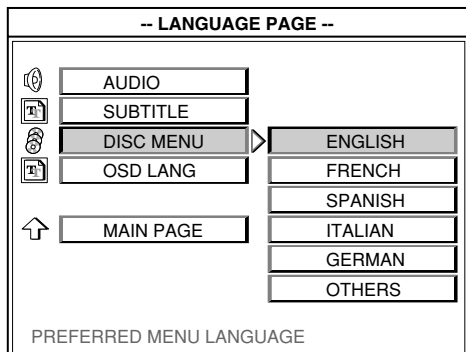 -- LANGUAGE PAGE --
AUDIO
SUBTITLE
DISC MENU
OSD LANG
MAIN PAGE
ENGLISH
FRENCH
SPANISH
ITALIAN
GERMAN
OTHERS
PREFERRED MENU LANGUAGE